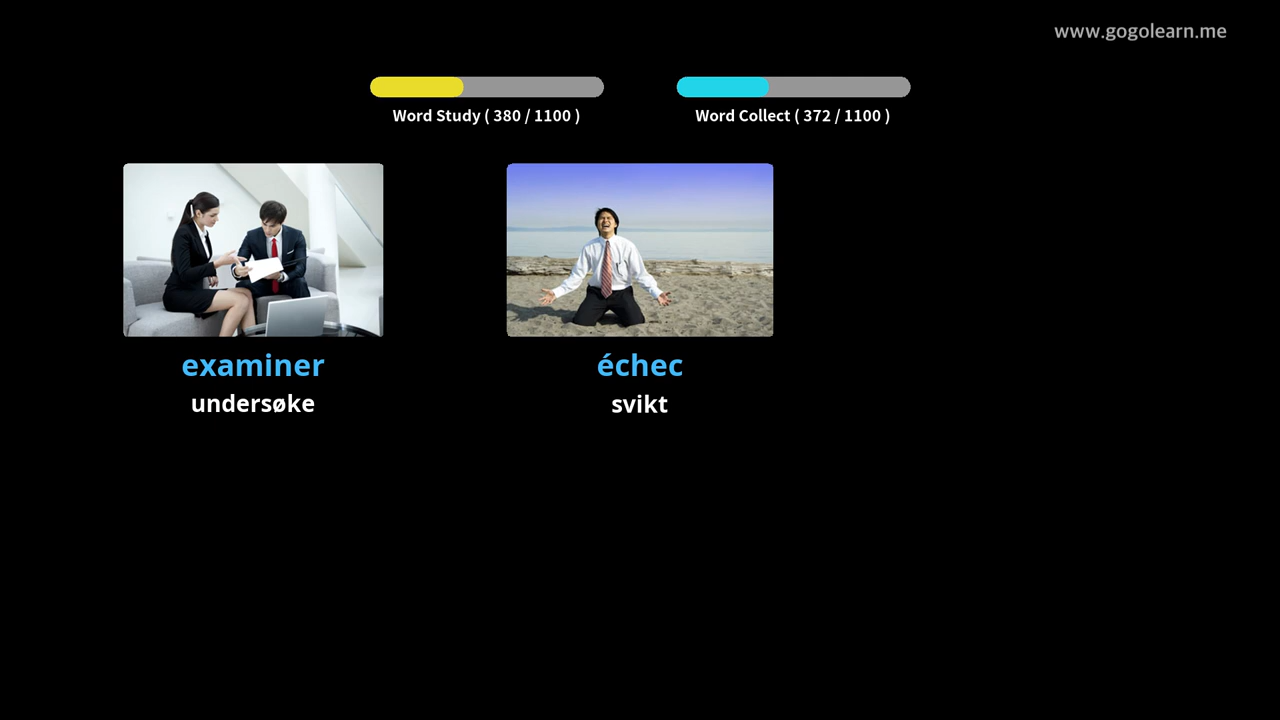 www.gogolearn.me
Word Study ( 380 / 1100 )
Word Collect ( 372 / 1100 )
examiner
undersøke
échec
svikt